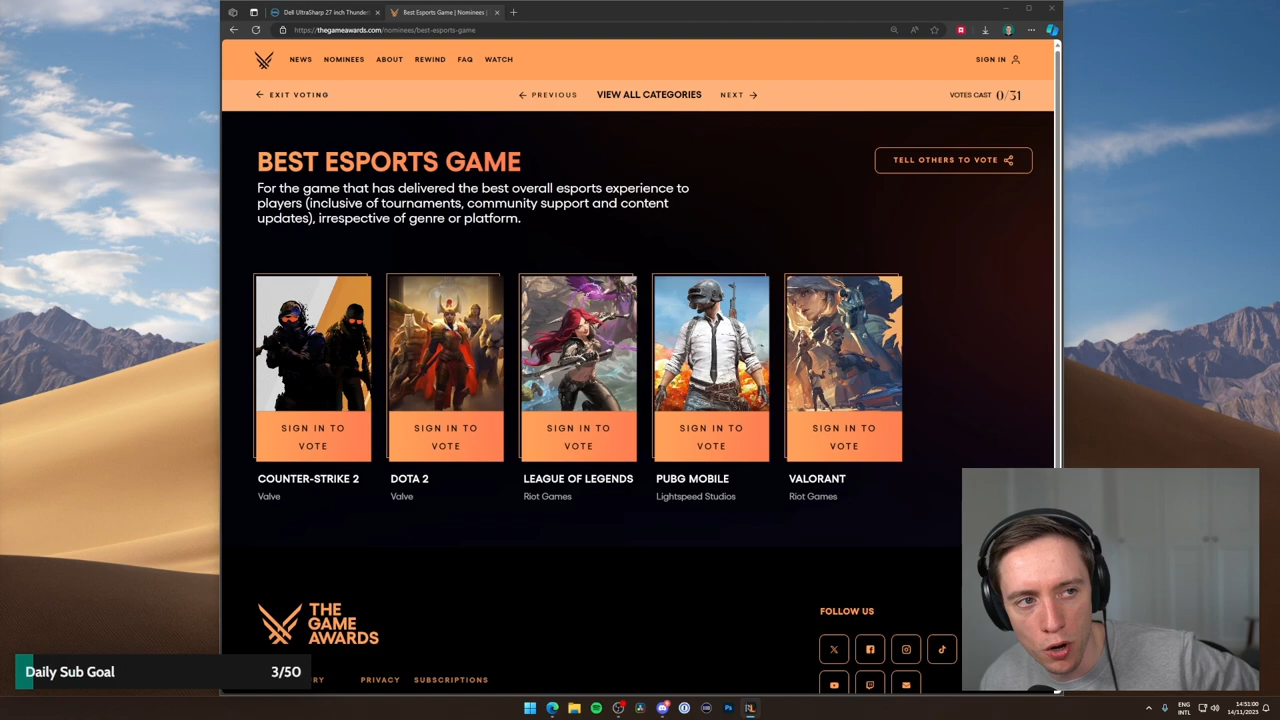 Dell UltraSharp 27 inch Thunder
Best Esports Game | Nominees |
https://thegameawards.com/nominees/best-esports-game
NEWS NOMINEES ABOUT REWIND FAQ WATCH SIGN IN
EXIT VOTING PREVIOUS VIEW ALL CATEGORIES NEXT VOTES CAST 0/31
BEST ESPORTS GAME
TELL OTHERS TO VOTE
For the game that has delivered the best overall esports experience to
players (inclusive of tournaments, community support and content
updates), irrespective of genre or platform.
SIGN IN TO
VOTE
COUNTER-STRIKE 2
Valve
SIGN IN TO
VOTE
DOTA 2
Valve
SIGN IN TO
VOTE
LEAGUE OF LEGENDS
Riot Games
SIGN IN TO
VOTE
PUBG MOBILE
Lightspeed Studios
SIGN IN TO
VOTE
VALORANT
Riot Games
THE
GAME
AWARDS
FOLLOW US
Daily Sub Goal 3/50
RY PRIVACY SUBSCRIPTIONS
ENG
INTL
14:51:00
14/11/2023